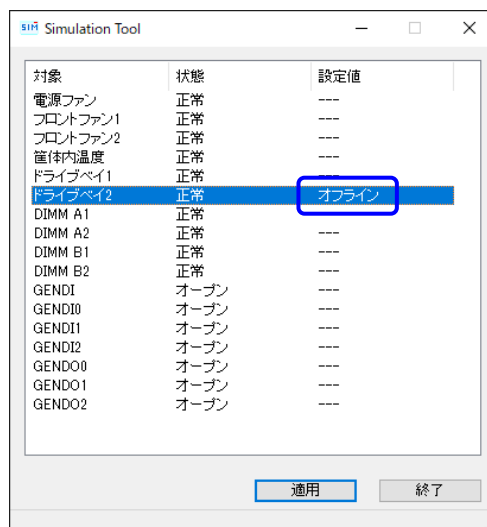 SIM Simulation Tool
対象 状態 設定値
電源ファン 正常 ---
フロントファン1 正常 ---
フロントファン2 正常 ---
筐体内温度 正常 ---
ドライブベイ1 正常 ---
ドライブベイ2 正常 オフライン
DIMM A1 正常 ---
DIMM A2 正常 ---
DIMM B1 正常 ---
DIMM B2 正常 ---
GENDI オープン ---
GENDI0 オープン ---
GENDI1 オープン ---
GENDI2 オープン ---
GENDO0 オープン ---
GENDO1 オープン ---
GENDO2 オープン ---
適用 終了